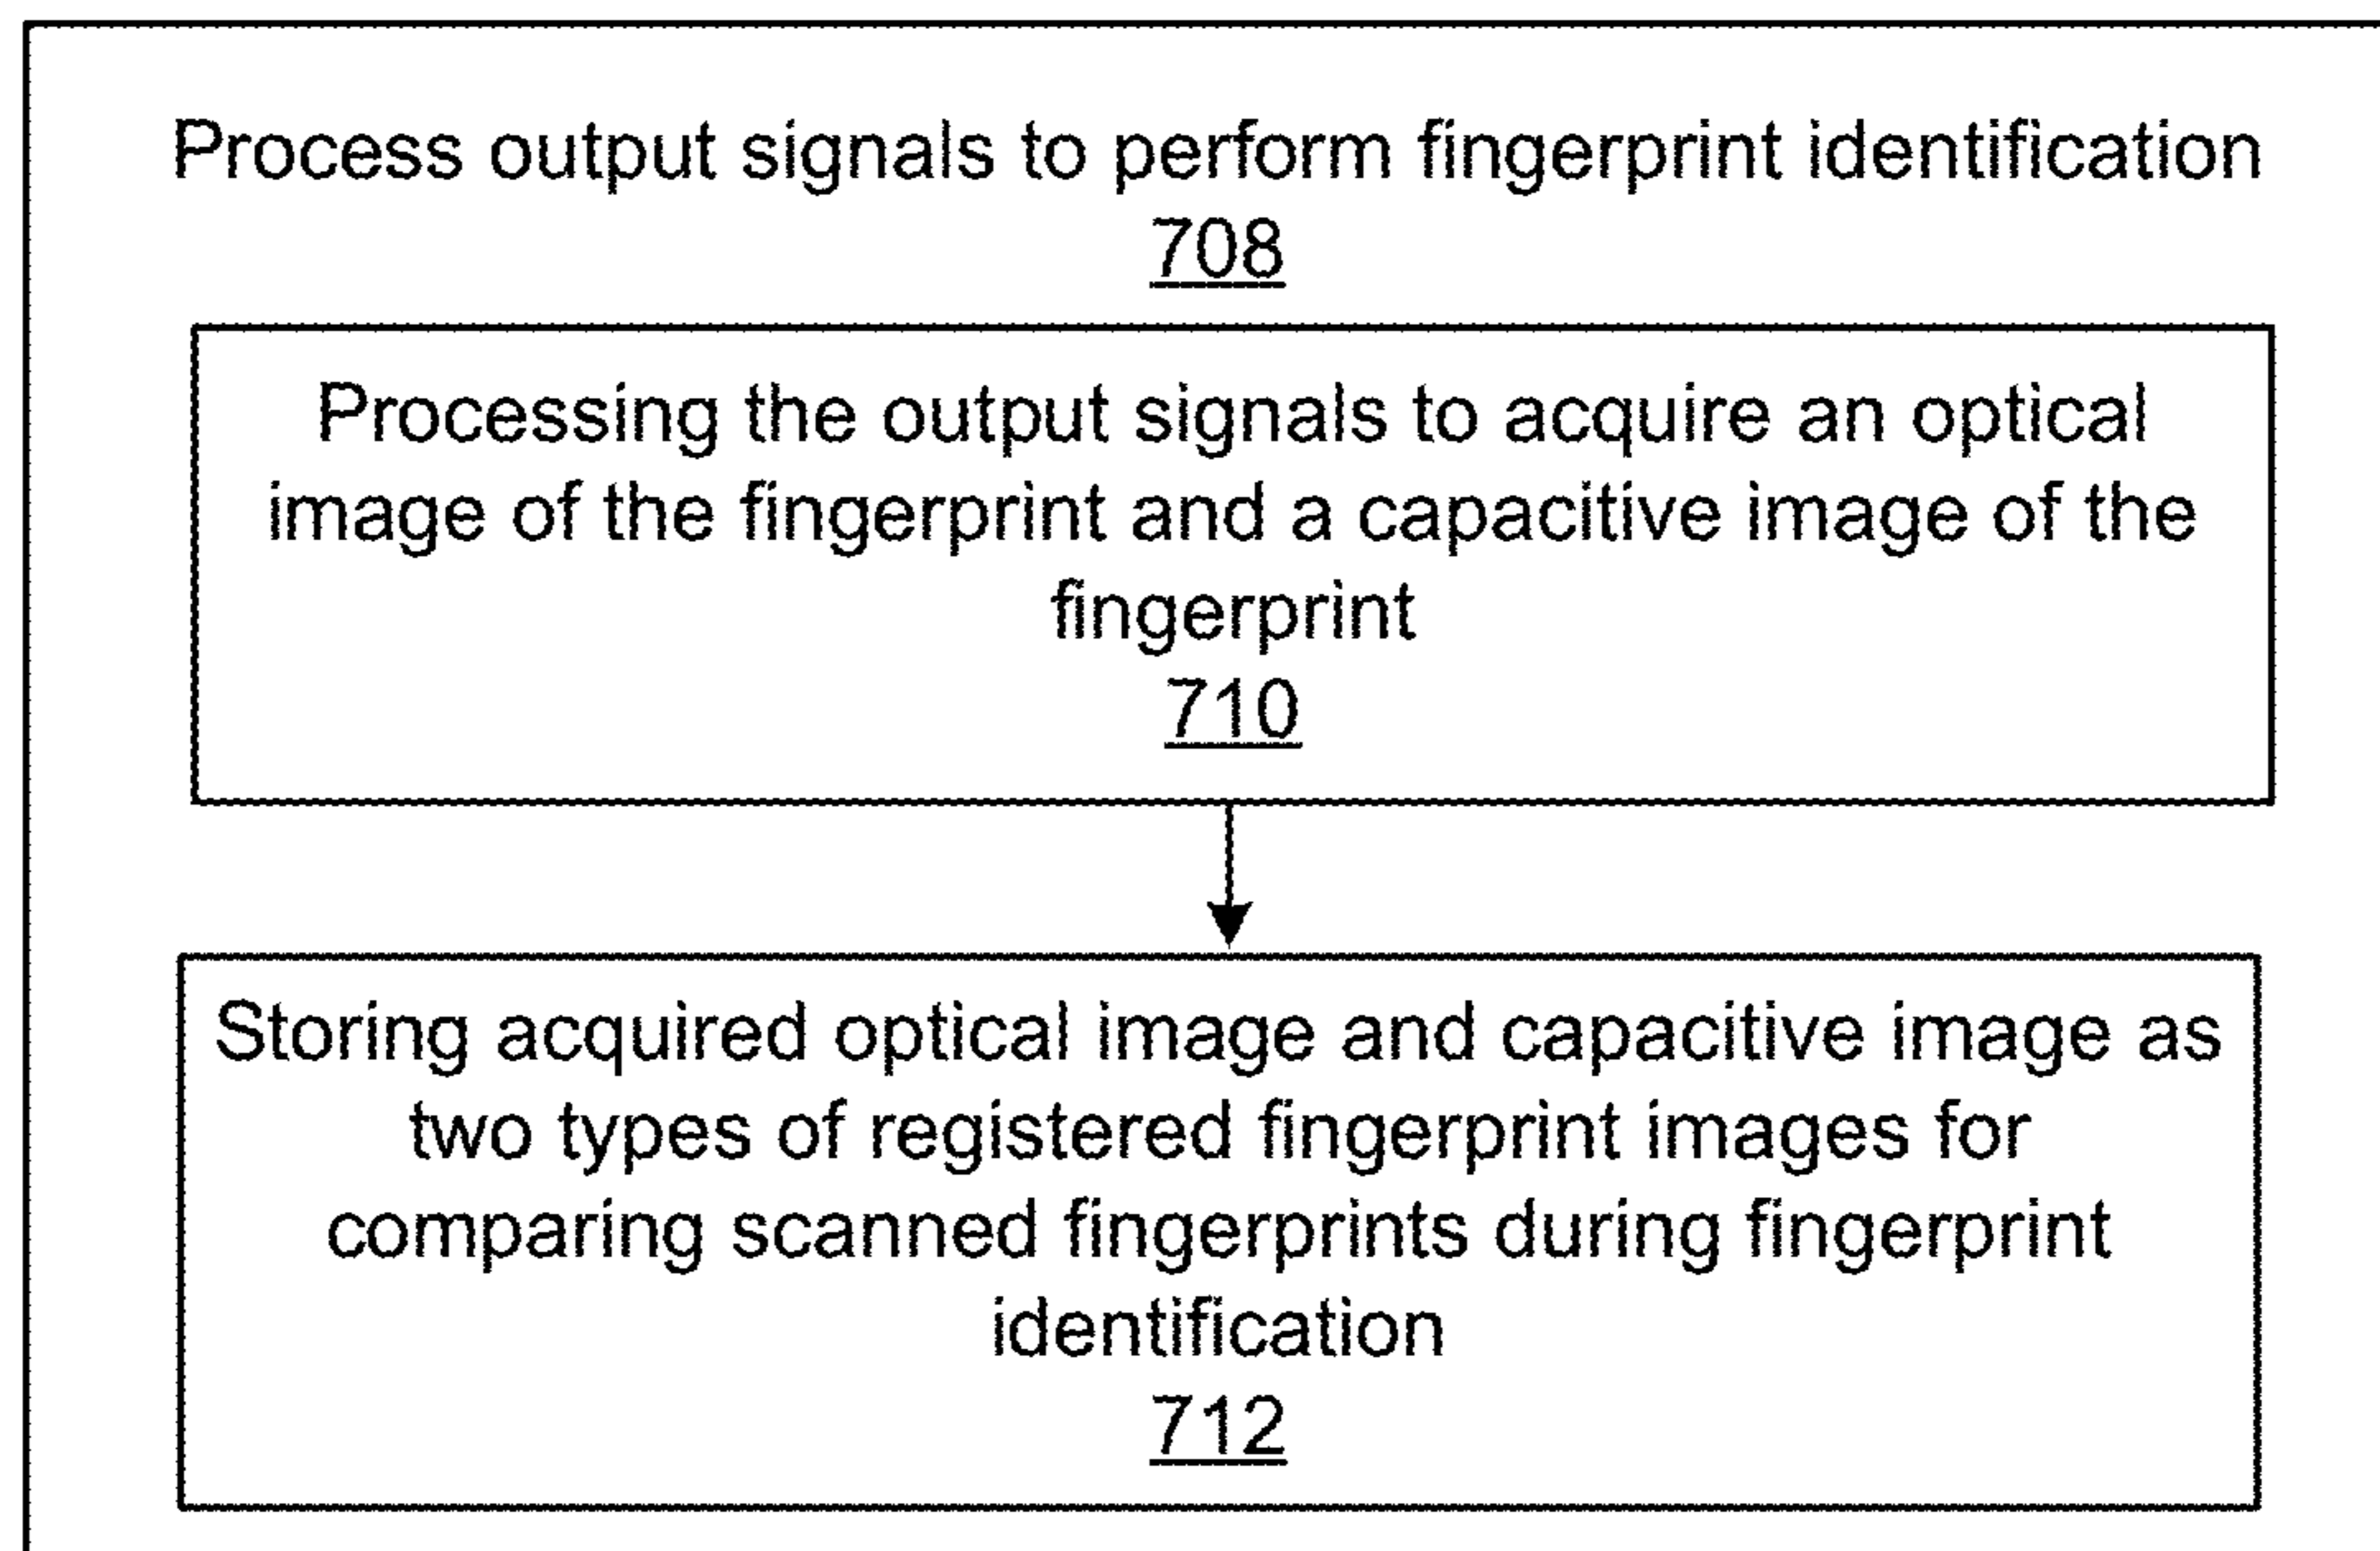 Process output signals to perform fingerprint identification
708
Processing the output signals to acquire an optical
image of the fingerprint and a capacitive image of the
fingerprint
710
Storing acquired optical image and capacitive image as
two types of registered fingerprint images for
comparing scanned fingerprints during fingerprint
identification
712